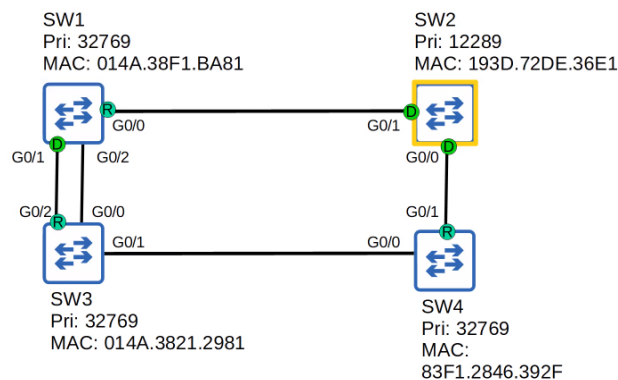 SW1
Pri: 32769
MAC: 014A.38F1.BA81
SW2
Pri: 12289
MAC: 193D.72DE.36E1
R
D
G0/0
G0/1
D
D
G0/1
G0/2
G0/0
G0/2
G0/0
G0/1
R
R
G0/1
G0/0
SW3
Pri: 32769
MAC: 014A.3821.2981
SW4
Pri: 32769
MAC:
83F1.2846.392F